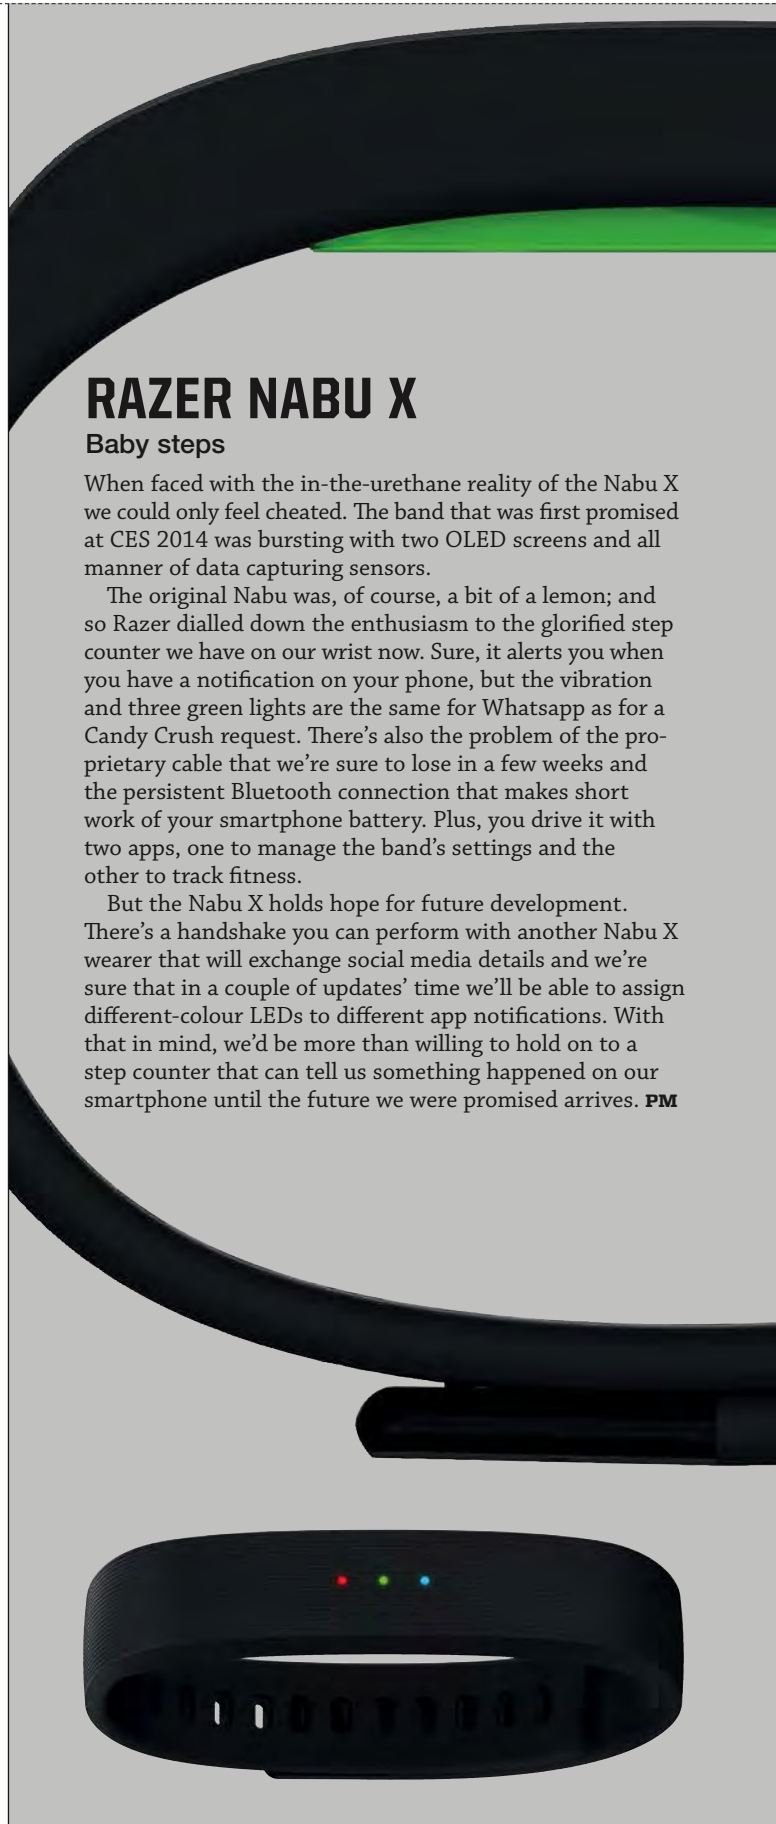 RAZER NABU X
Baby steps
When faced with the in-the-urethane reality of the Nabu X
we could only feel cheated. The band that was first promised
at CES 2014 was bursting with two OLED screens and all
manner of data capturing sensors.
The original Nabu was, of course, a bit of a lemon; and
so Razer dialled down the enthusiasm to the glorified step
counter we have on our wrist now. Sure, it alerts you when
you have a notification on your phone, but the vibration
and three green lights are the same for Whatsapp as for a
Candy Crush request. There's also the problem of the pro-
prietary cable that we're sure to lose in a few weeks and
the persistent Bluetooth connection that makes short
work of your smartphone battery. Plus, you drive it with
two apps, one to manage the band's settings and the
other to track fitness.
But the Nabu X holds hope for future development.
There's a handshake you can perform with another Nabu X
wearer that will exchange social media details and we're
sure that in a couple of updates' time we'll be able to assign
different-colour LEDs to different app notifications. With
that in mind, we'd be more than willing to hold on to a
step counter that can tell us something happened on our
smartphone until the future we were promised arrives. PM